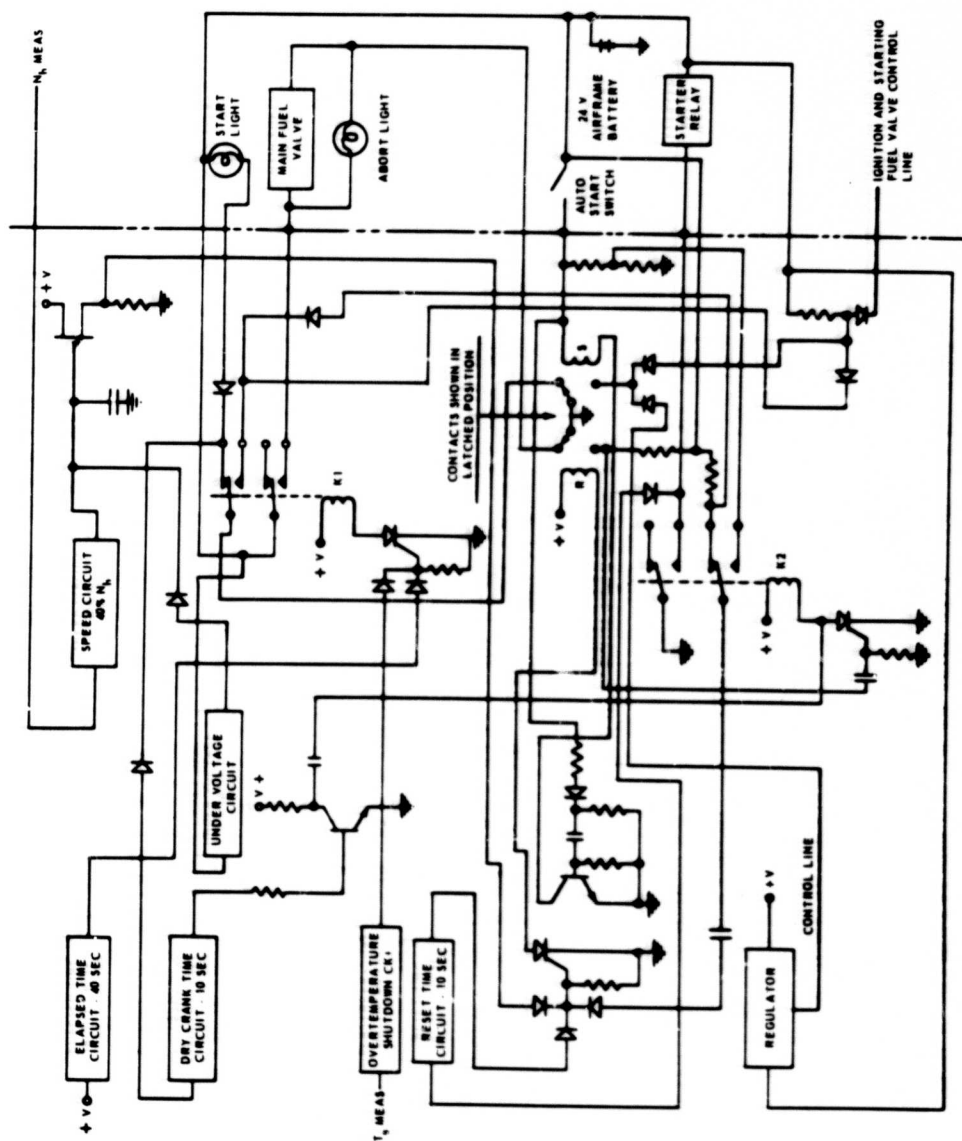 N_h MEAS
START
LIGHT
MAIN FUEL
VALVE
ABORT LIGHT
24 V
AIRFRAME
BATTERY
AUTO
START
SWITCH
STARTER
RELAY
IGNITION AND STARTING
FUEL VALVE CONTROL
LINE
+ V
SPEED CIRCUIT
40% N_h
K1
+ V
CONTACTS SHOWN IN
LATCHED POSITION
S
R
+ V
K2
+ V
UNDER VOLTAGE
CIRCUIT
V +
ELAPSED TIME
CIRCUIT - 40 SEC
+ V
DRY CRANK TIME
CIRCUIT - 10 SEC
OVERTEMPERATURE
MEAS
RESET TIME
CIRCUIT - 10 SEC
REGULATOR
+ V
CONTROL LINE